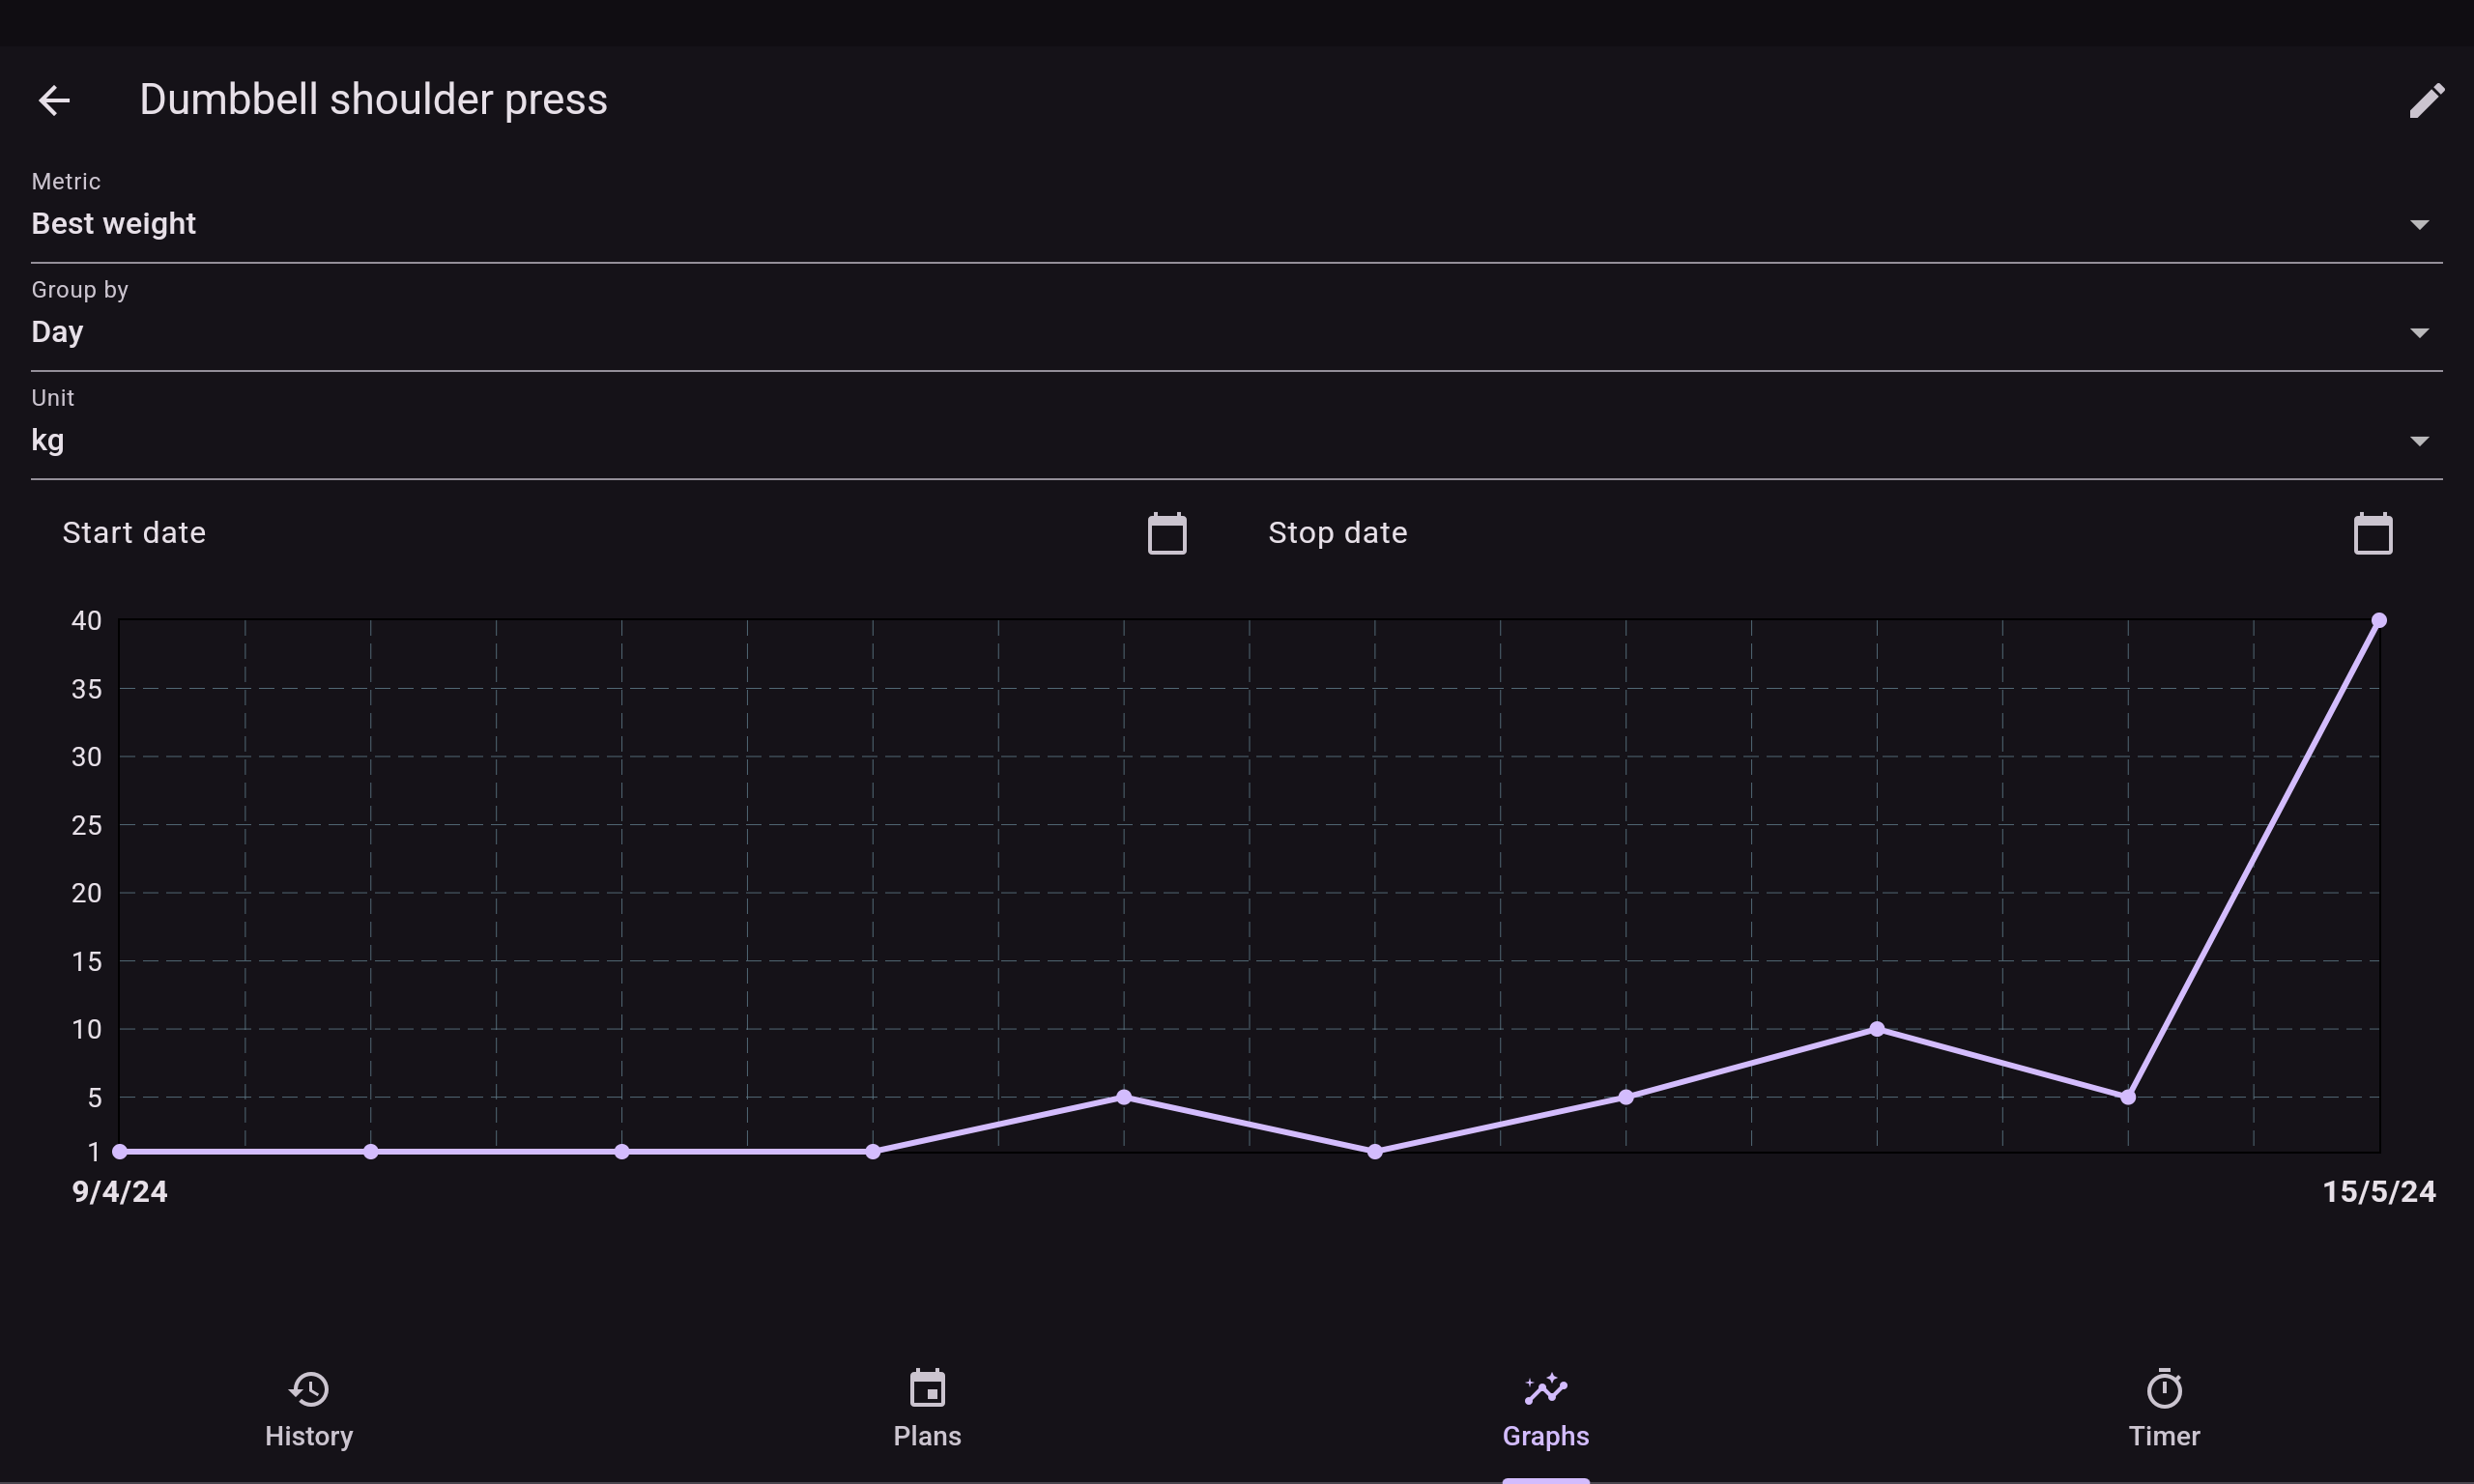 Dumbbell shoulder press
Metric
Best weight
Group by
Day
Unit
kg
Start date
Stop date
40
35
30
25
20
15
10
5
1
9/4/24
15/5/24
History
Plans
Graphs
Timer